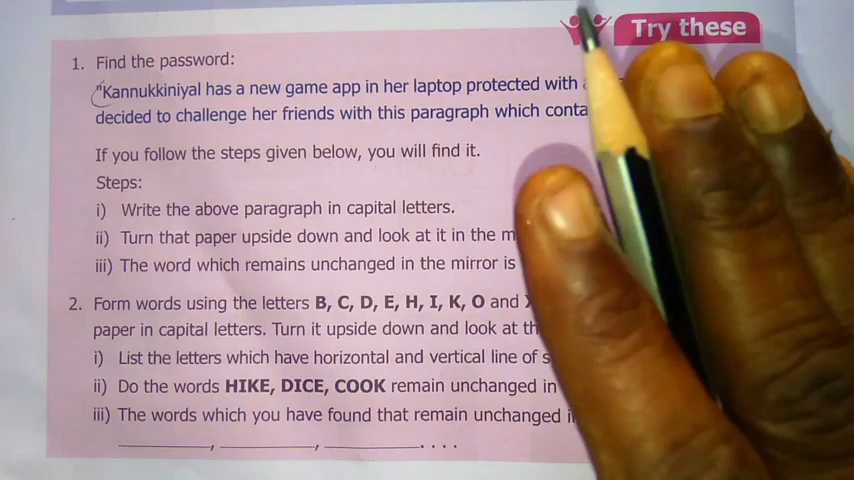 Try these
1. Find the password:
"Kannukkiniyal has a new game app in her laptop protected with
decided to challenge her friends with this paragraph which
If you follow the steps given below, you will find it.
Steps:
i) Write the above paragraph in capital letters.
ii) Turn that paper upside down and look at it in the
iii) The word which remains unchanged in the mirror is
2. Form words using the letters B, C, D, E, H, I, K, O and
paper in capital letters. Turn it upside down and look at
i) List the letters which have horizontal and vertical line of
ii) Do the words HIKE, DICE, COOK remain unchanged in
iii) The words which you have found that remain unchanged
__________, __________, __________. . . .